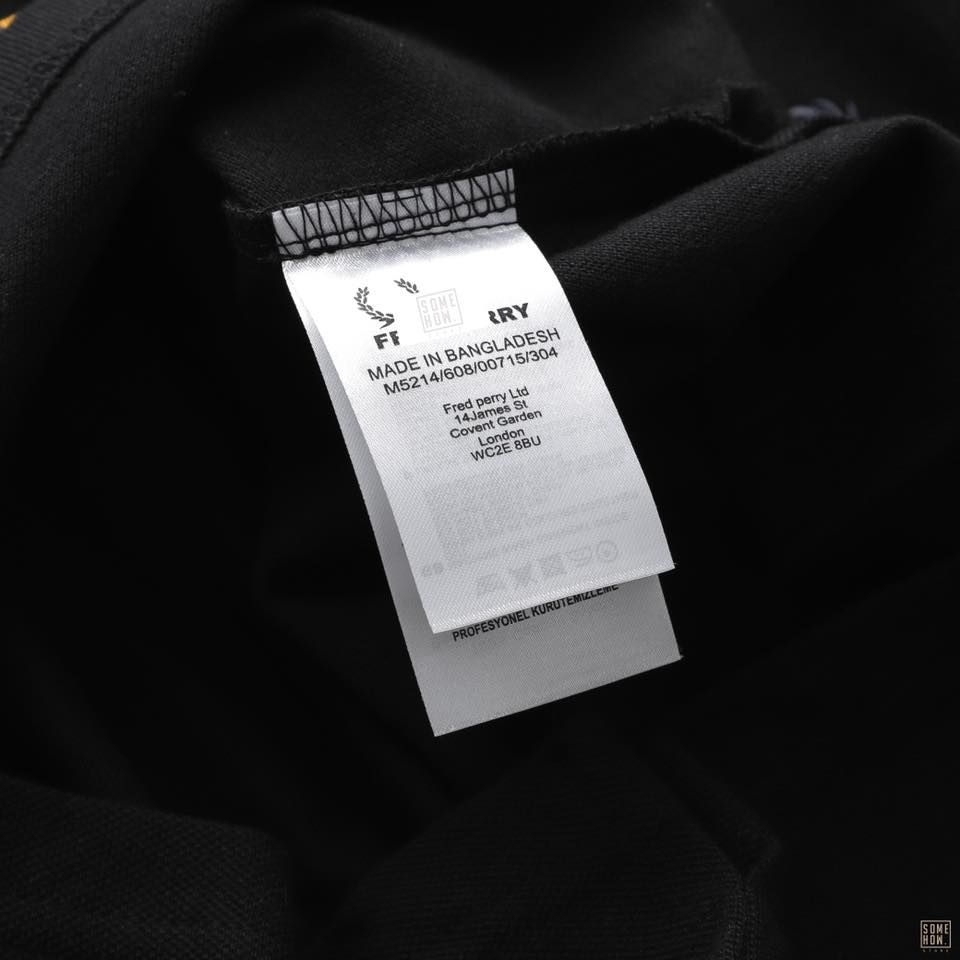 SOME
HOW.
FR RRY
MADE IN BANGLADESH
M5214/608/00715/304
Fred perry Ltd
14James St
Covent Garden
London
WC2E 8BU
PROFESYONEL KURUTEMIZLEME
SOME
HOW.
STORE